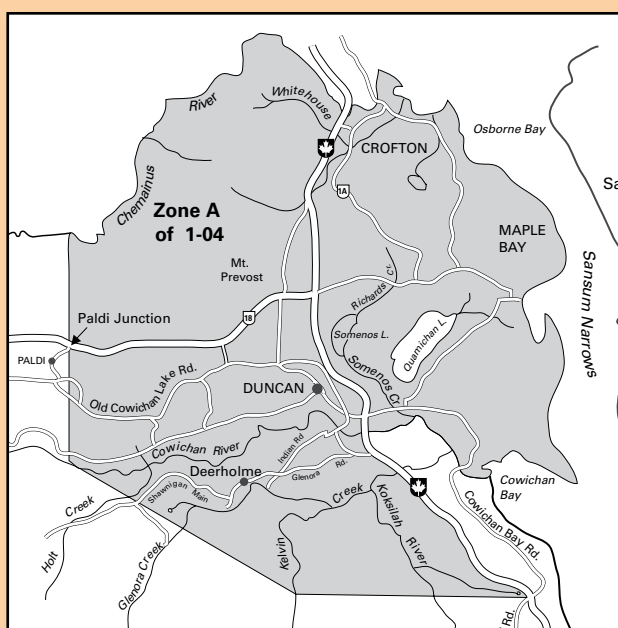 River
Whitehouse
Osborne Bay
CROFTON
Sa
1A
Chemainus
Zone A
of 1-04
MAPLE
BAY
Mt.
Prevost
Sansum Narrows
Richards Cr.
18
Paldi Junction
Somenos L.
Quamichan L.
PALDI
Old Cowichan Lake Rd.
DUNCAN
Somenos Cr.
Cowichan River
Indian Rd
Deerholme
Glenora Rd.
Cowichan
Bay
Shawnigan
Main
Creek
Koksilah River
Holt Creek
Cowichan Bay Rd.
Kelvin
Glenora Creek
Rd.